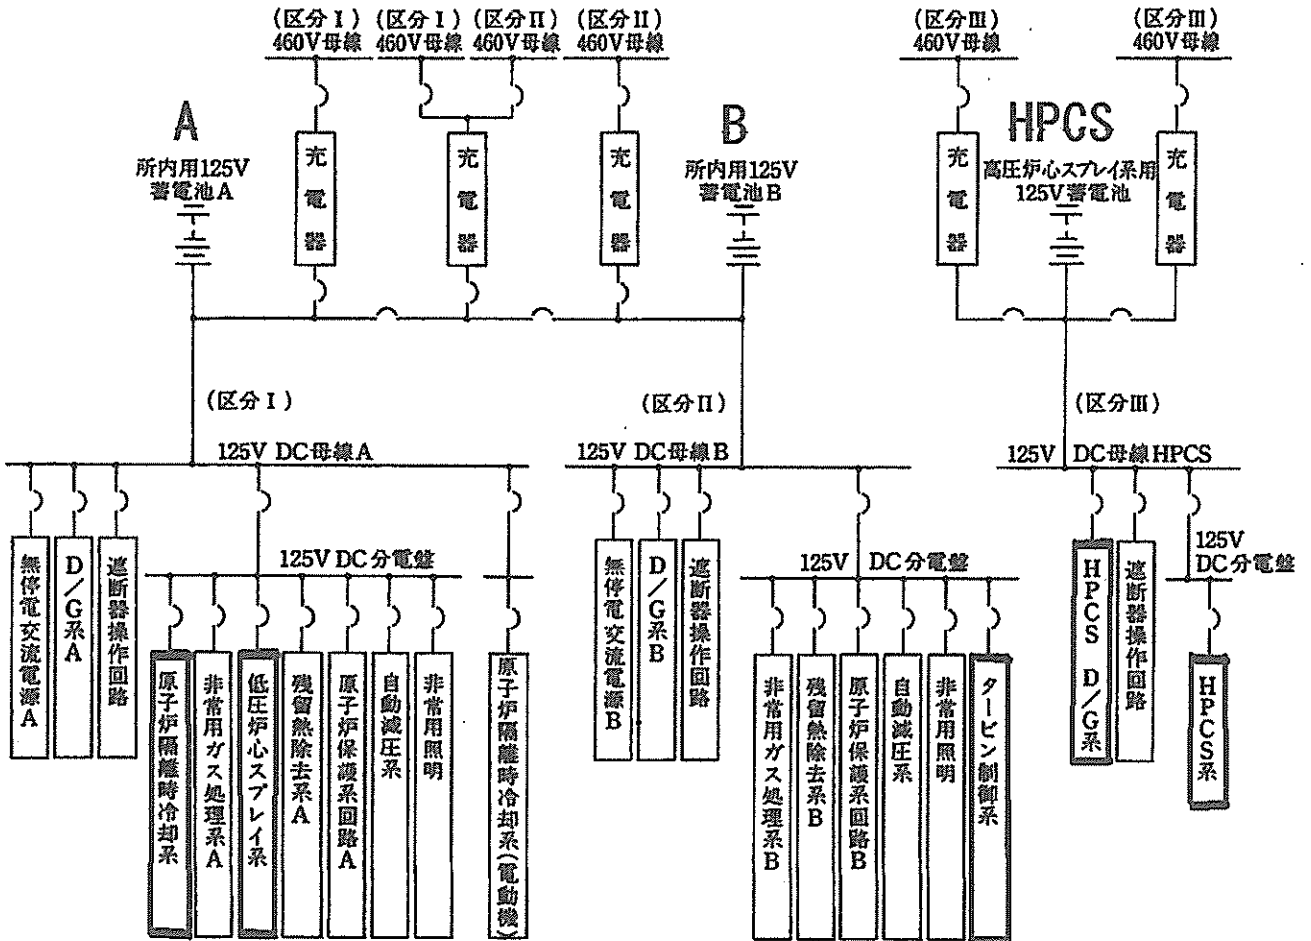 (区分Ⅰ)
460V母線
(区分Ⅰ)
460V母線
(区分Ⅱ)
460V母線
(区分Ⅱ)
460V母線
(区分Ⅲ)
460V母線
(区分Ⅲ)
460V母線
A
所内用125V
蓄電池A
充電器
充電器
充電器
B
所内用125V
蓄電池B
充電器
HPCS
高圧炉心スプレイ系用
125V蓄電池
充電器
(区分Ⅰ)
(区分Ⅱ)
(区分Ⅲ)
125V DC母線A
125V DC母線B
125V DC母線HPCS
無停電交流電源A
D/G系A
遮断器操作回路
125V DC分電盤
原子炉隔離時冷却系
非常用ガス処理系A
低圧炉心スプレイ系
残留熱除去系A
原子炉保護系回路A
自動減圧系
非常用照明
原子炉隔離時冷却系(電動機)
無停電交流電源B
D/G系B
遮断器操作回路
125V DC分電盤
非常用ガス処理系B
残留熱除去系B
原子炉保護系回路B
自動減圧系
非常用照明
タービン制御系
HPCS D/G系
遮断器操作回路
125V
DC分電盤
HPCS系